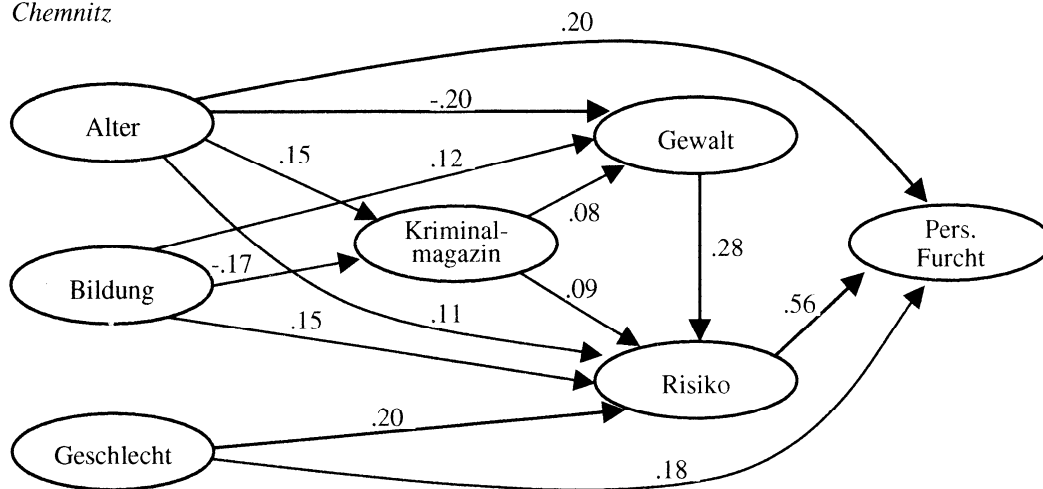 Chemnitz
.20
Alter
-.20
Gewalt
.15
.12
Kriminal-
magazin
.08
Pers.
Furcht
-.17
.28
Bildung
.09
.15
.11
.56
Risiko
.20
Geschlecht
.18